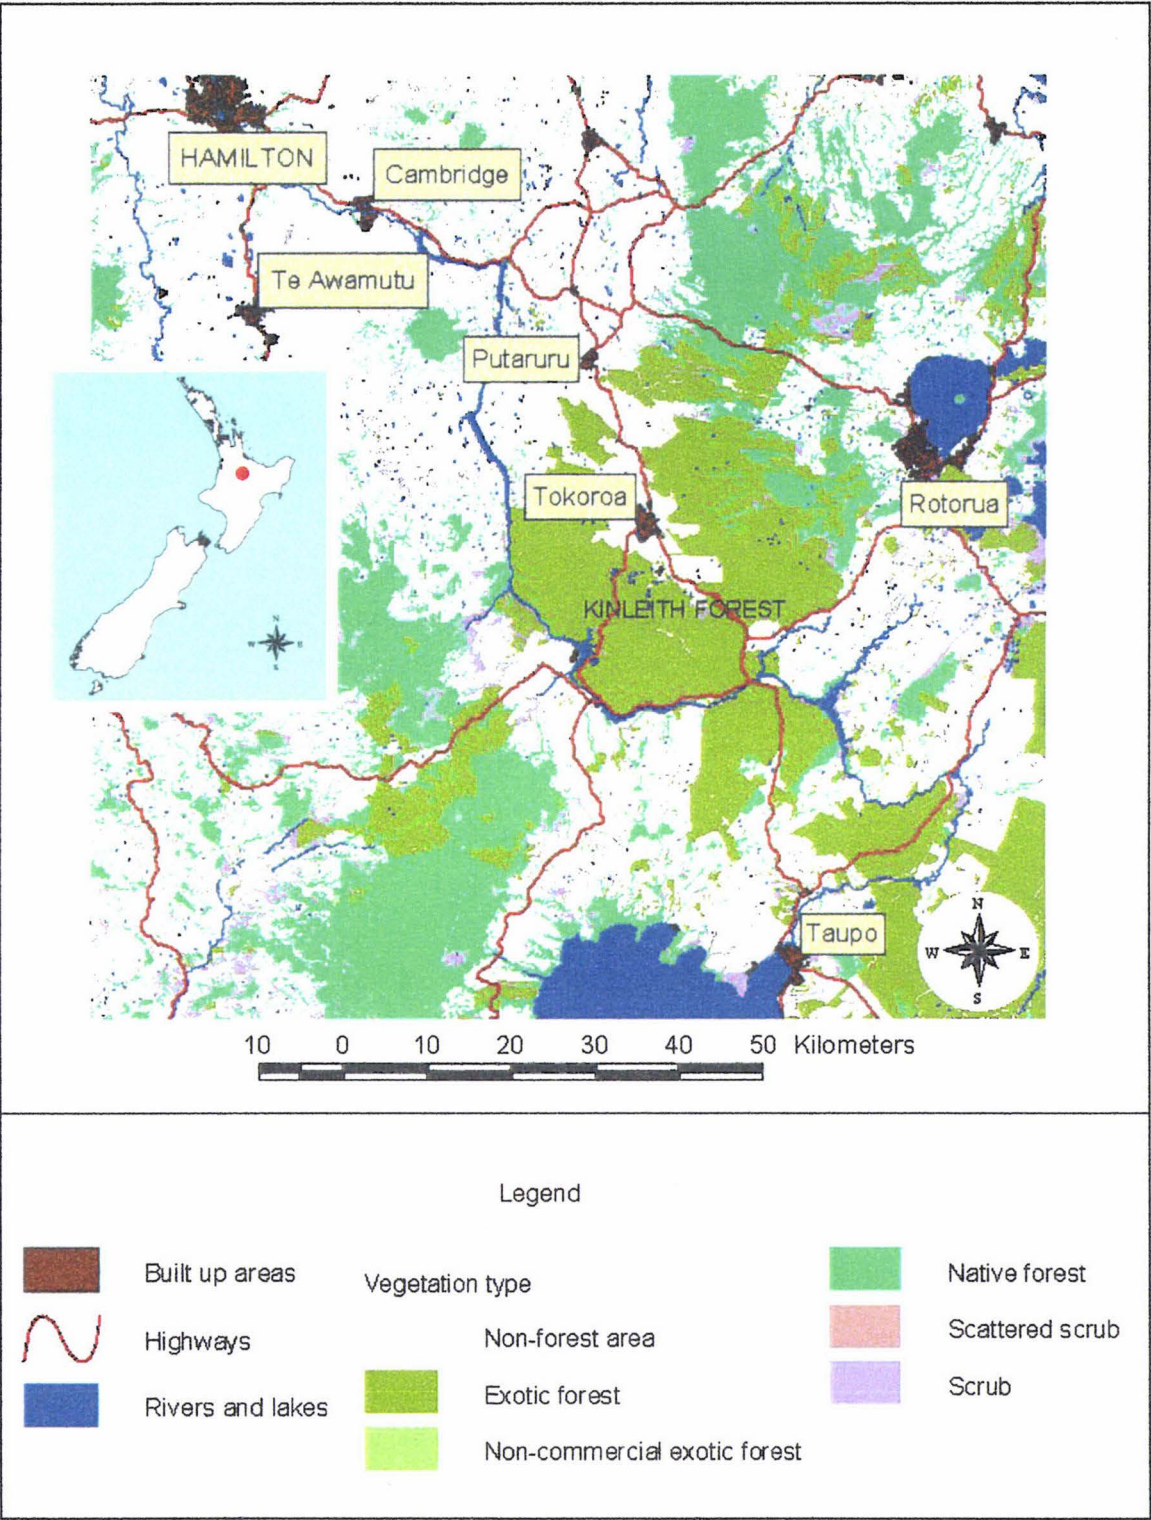 HAMILTON
Cambridge
Te Awamutu
Putaruru
Tokoroa
Rotorua
KINLEITH FOREST
N
W E
S
Taupo
N
W E
S
10 0 10 20 30 40 50 Kilometers
Legend
Built up areas
Highways
Rivers and lakes
Vegetation type
Non-forest area
Exotic forest
Non-commercial exotic forest
Native forest
Scattered scrub
Scrub